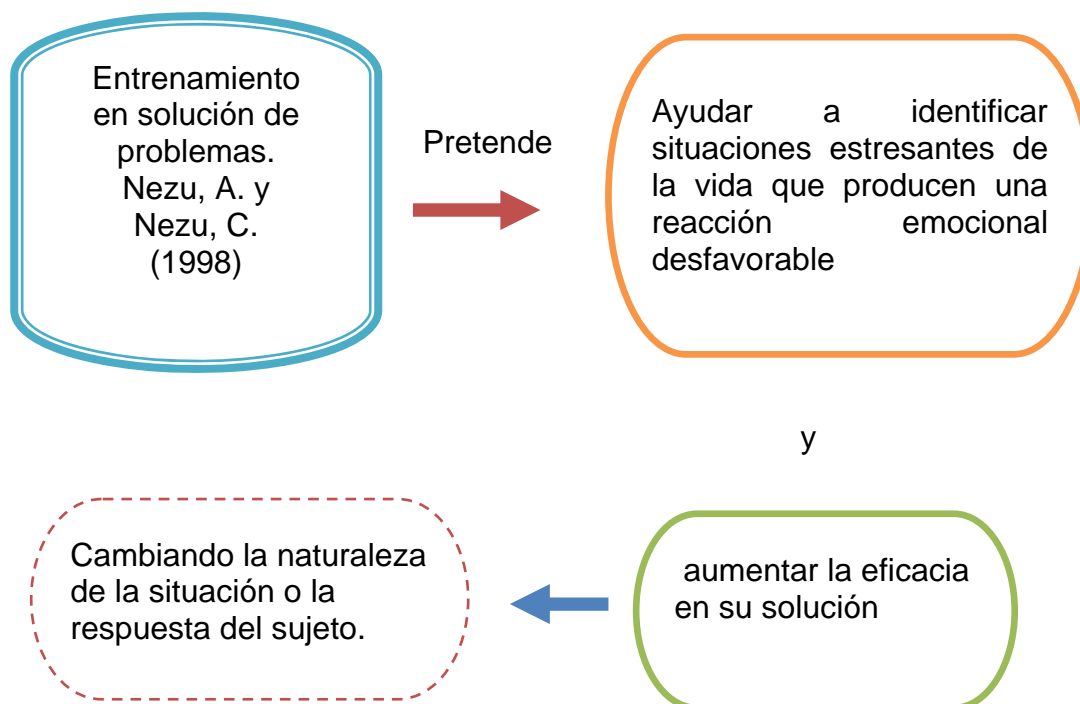 Entrenamiento
en solución de
problemas.
Nezu, A. y
Nezu, C.
(1998)
Pretende
Ayudar a identificar
situaciones estresantes de
la vida que producen una
reacción emocional
desfavorable
y
aumentar la eficacia
en su solución
Cambiando la naturaleza
de la situación o la
respuesta del sujeto.